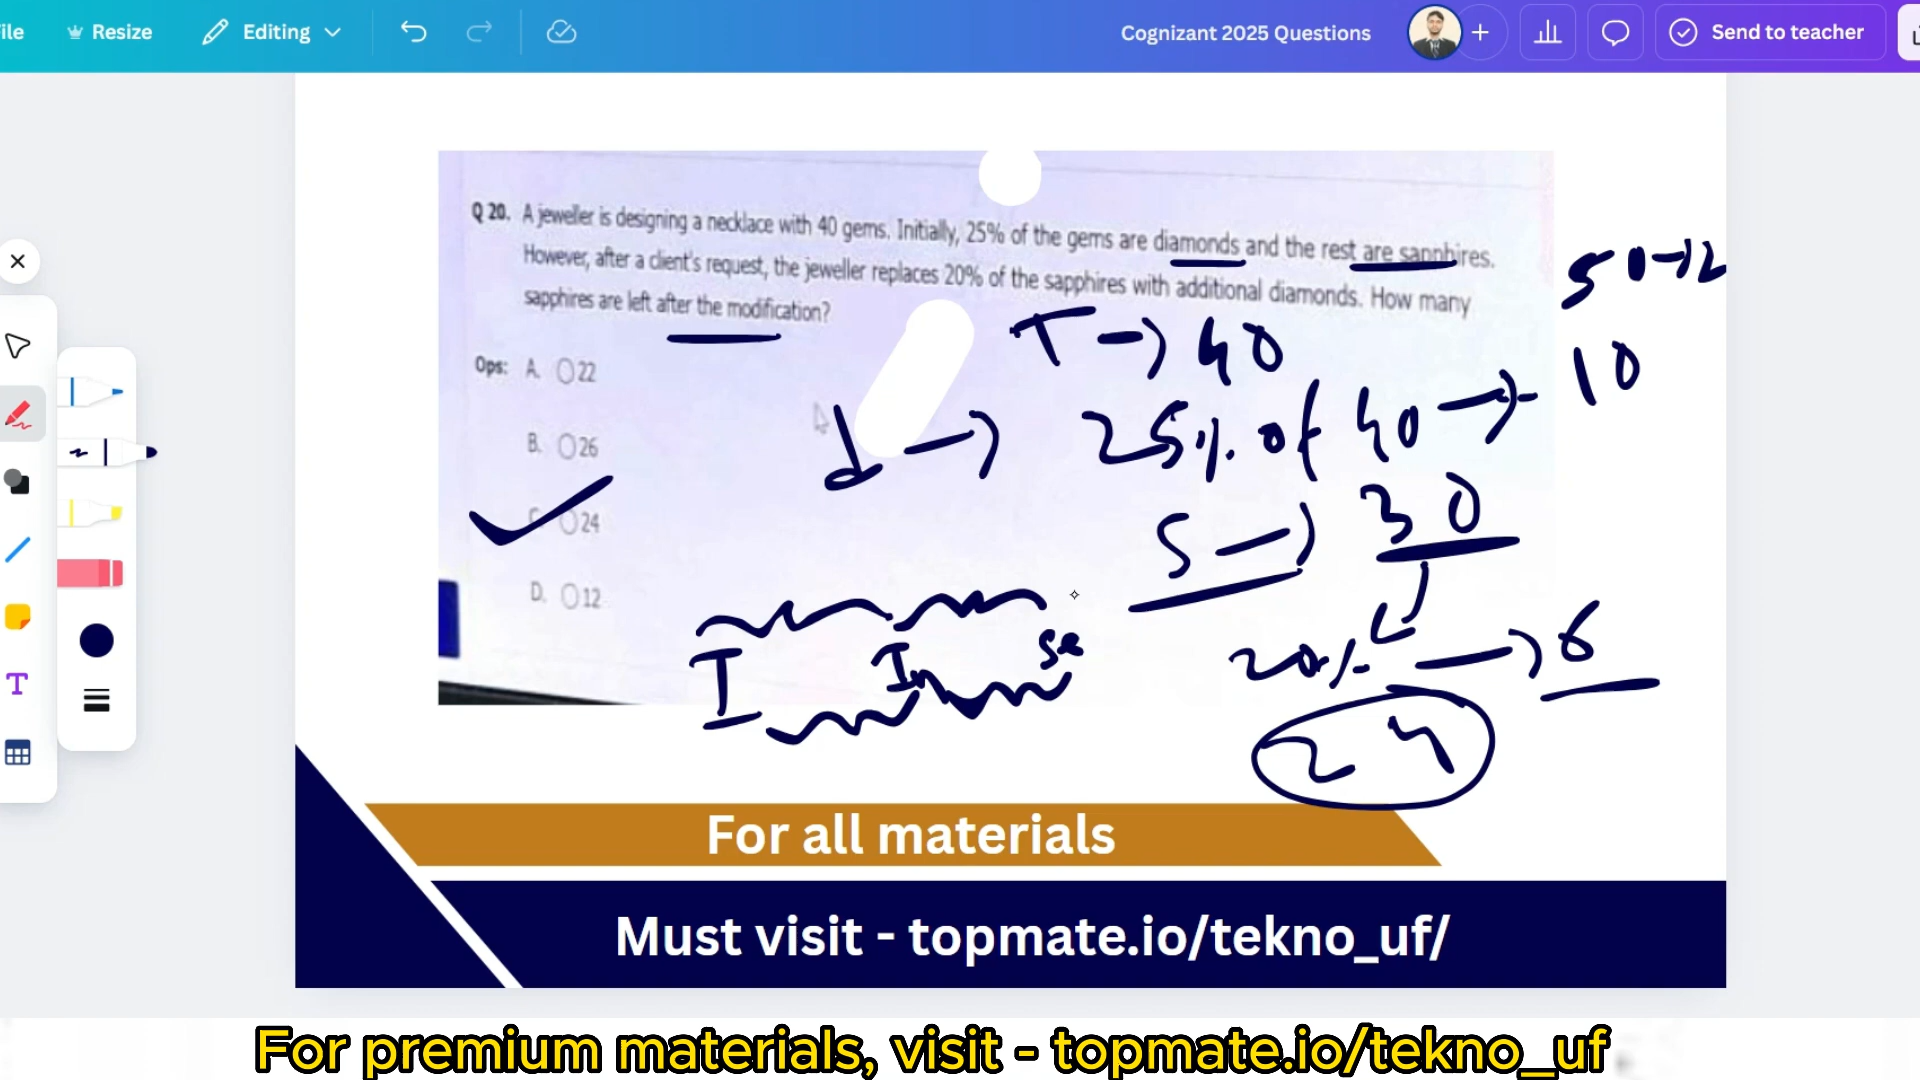 ile Resize Editing Cognizant 2025 Questions Send to teacher
Q 20. A jeweller is designing a necklace with 40 gems. Initially, 25% of the gems are diamonds and the rest are sapphires.
However, after a client's request, the jeweller replaces 20% of the sapphires with additional diamonds. How many
sapphires are left after the modification?
50→12
T → 40
Ops: A. 22
10
d → 25% of 40 →
B. 26
S → 30
C. 24
D. 12
20% → 6
I In se
24
T
For all materials
Must visit - topmate.io/tekno_uf/
For premium materials, visit - topmate.io/tekno_uf